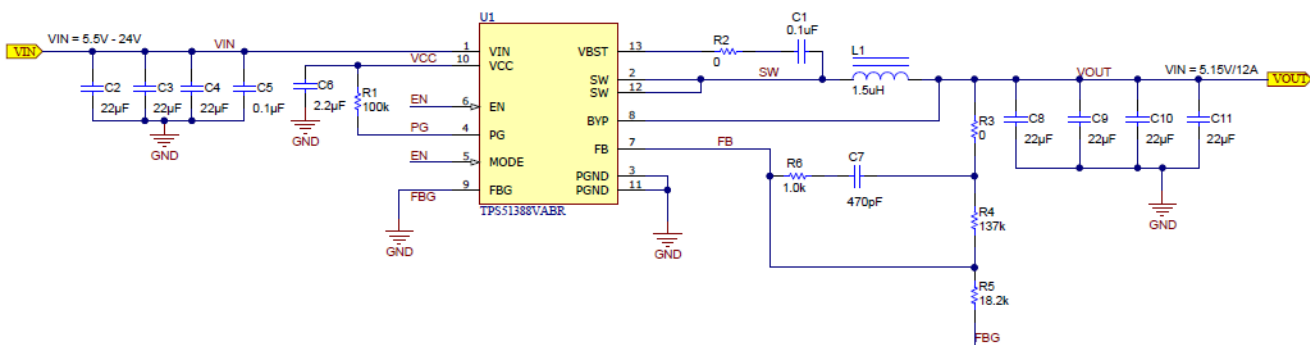 U1
VIN
VIN = 5.5V - 24V
VIN
1
VIN
VBST
13
R2
0
C1
0.1uF
L1
1.5uH
VCC
10
VCC
SW
2
SW
SW
12
VOUT
VIN = 5.15V/12A
VOUT
C2
22µF
C3
22µF
C4
22µF
C5
0.1µF
GND
C6
2.2µF
GND
R1
100k
EN
6
EN
BYP
8
PG
4
PG
FB
7
FB
EN
5
MODE
PGND
3
PGND
11
FBG
9
FBG
GND
TPS51388VABR
GND
R6
1.0k
C7
470pF
R3
0
R4
137k
R5
18.2k
FBG
C8
22µF
C9
22µF
C10
22µF
C11
22µF
GND